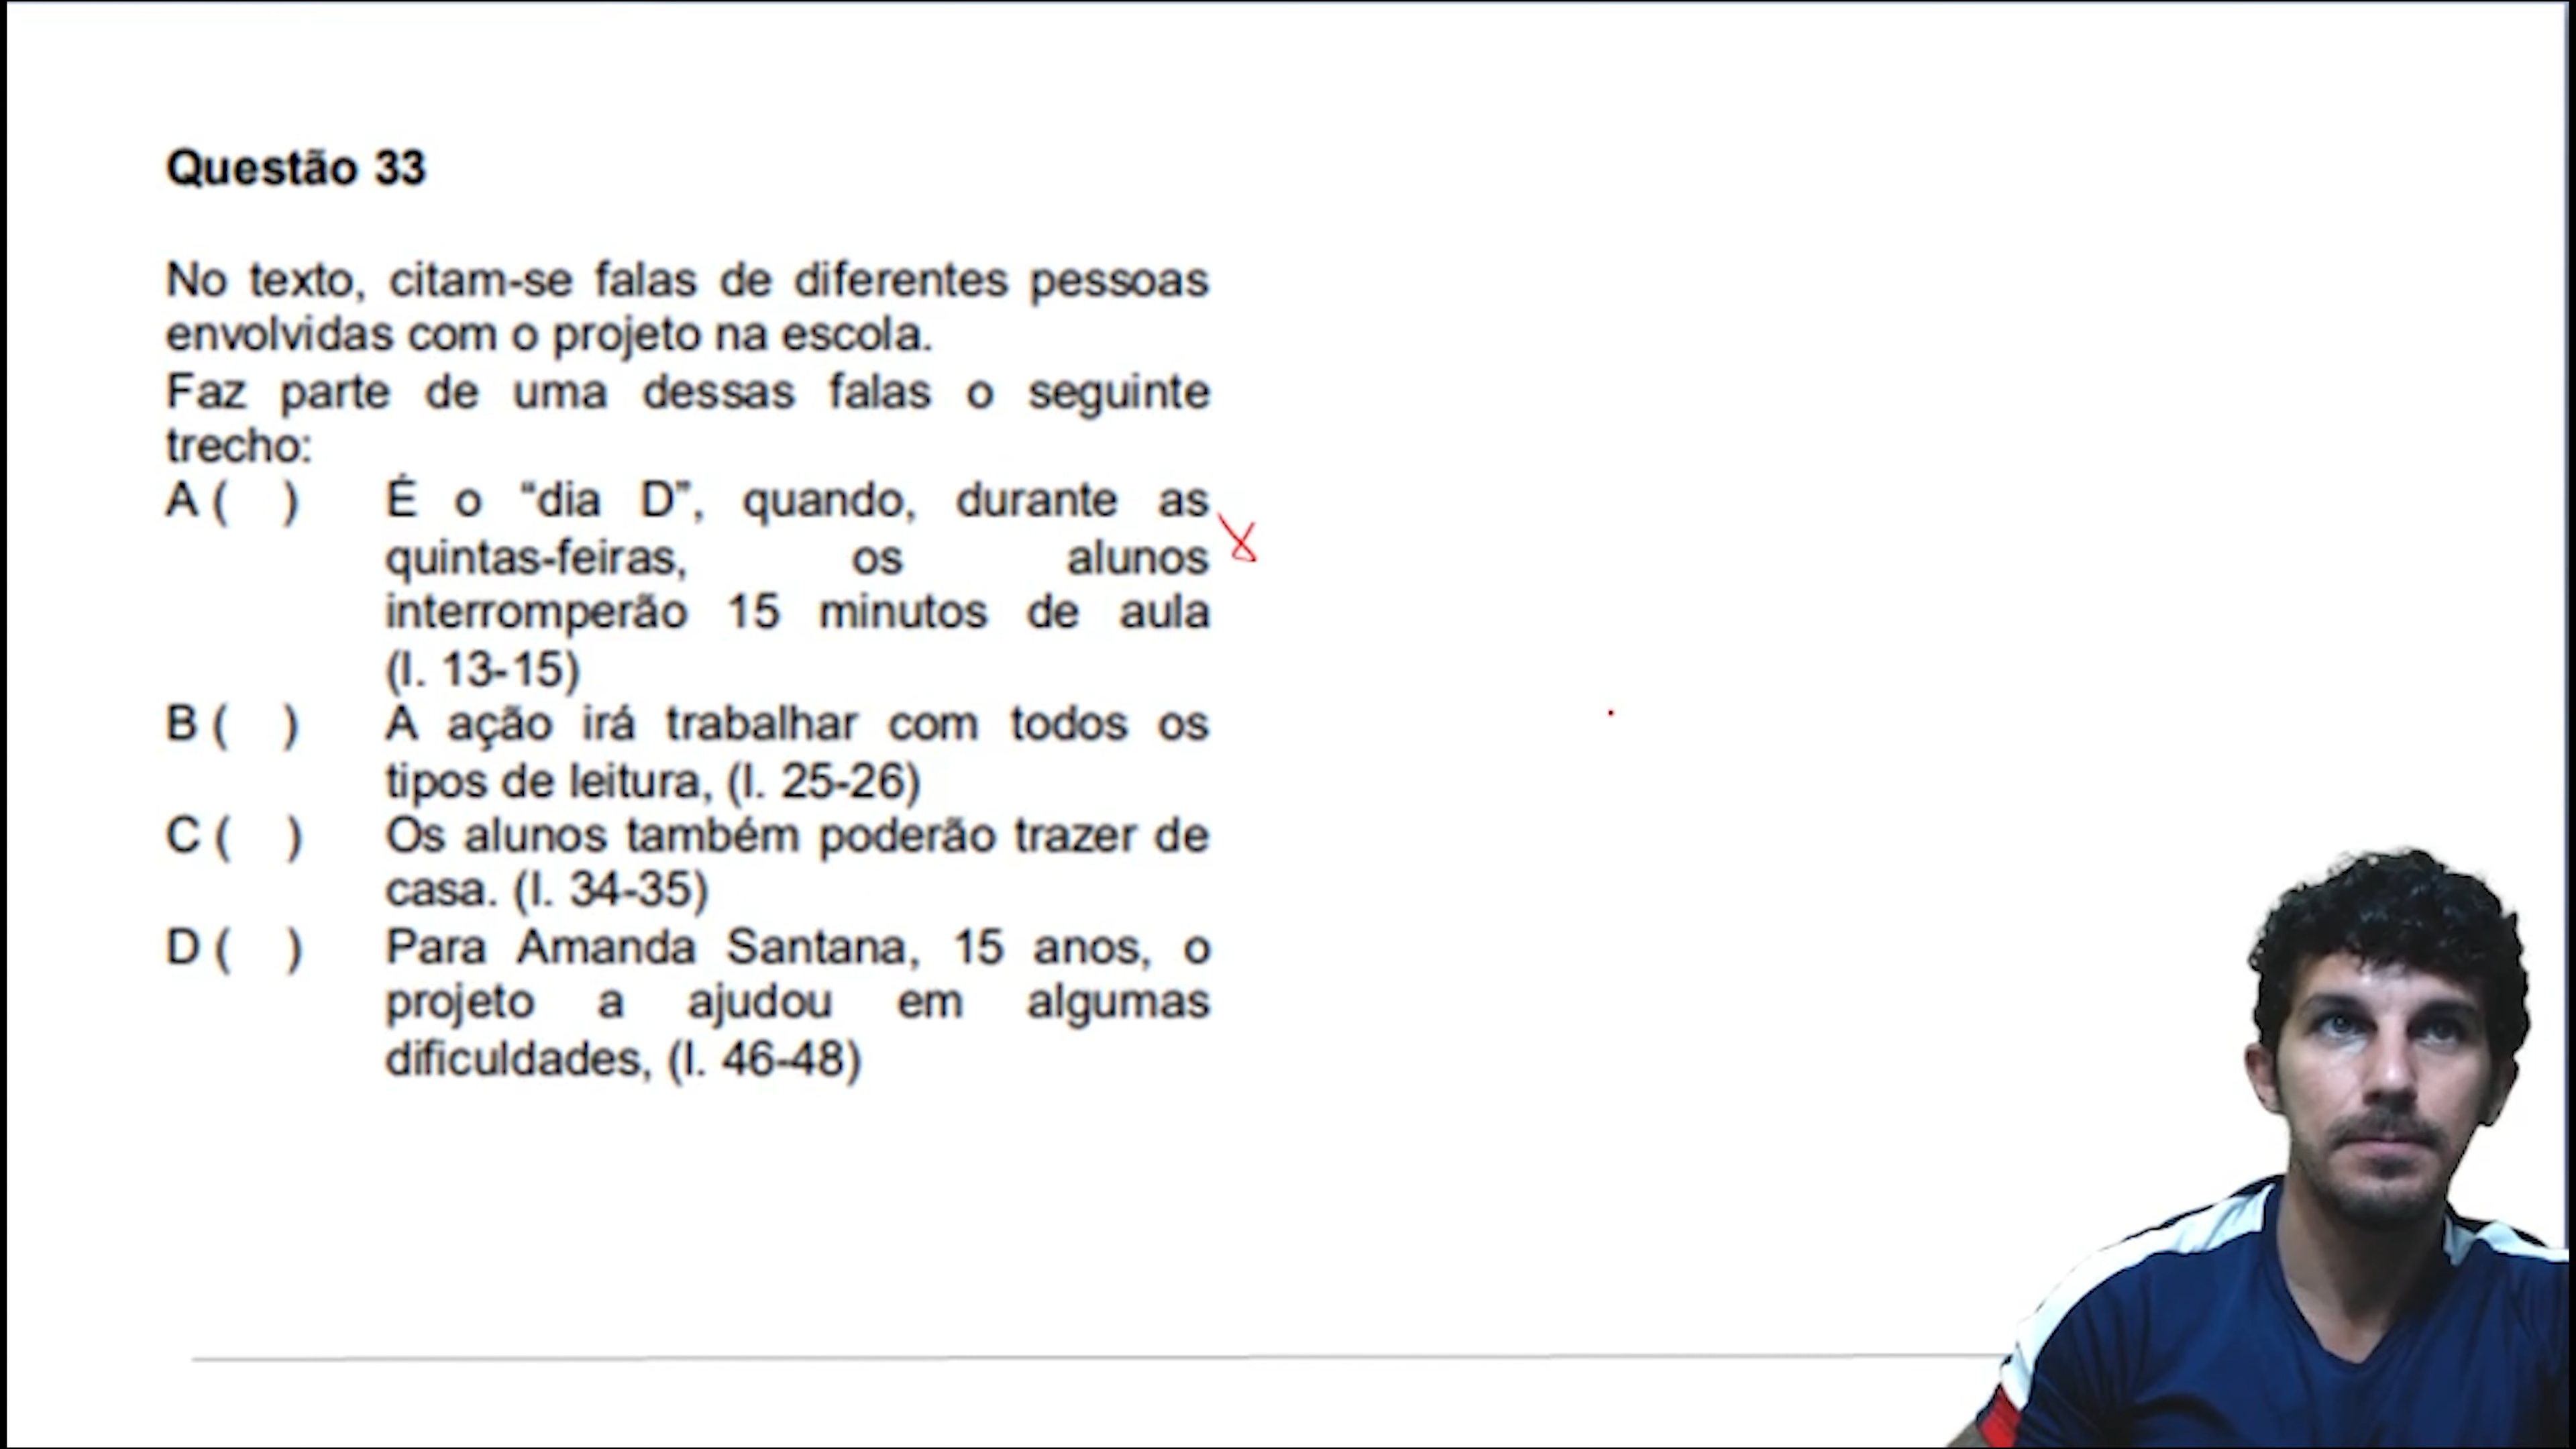 Questão 33
No texto, citam-se falas de diferentes pessoas
envolvidas com o projeto na escola.
Faz parte de uma dessas falas o seguinte
trecho:
A ( ) É o “dia D”, quando, durante as
quintas-feiras, os alunos
interromperão 15 minutos de aula
(l. 13-15)
B ( ) A ação irá trabalhar com todos os
tipos de leitura, (l. 25-26)
C ( ) Os alunos também poderão trazer de
casa. (l. 34-35)
D ( ) Para Amanda Santana, 15 anos, o
projeto a ajudou em algumas
dificuldades, (l. 46-48)